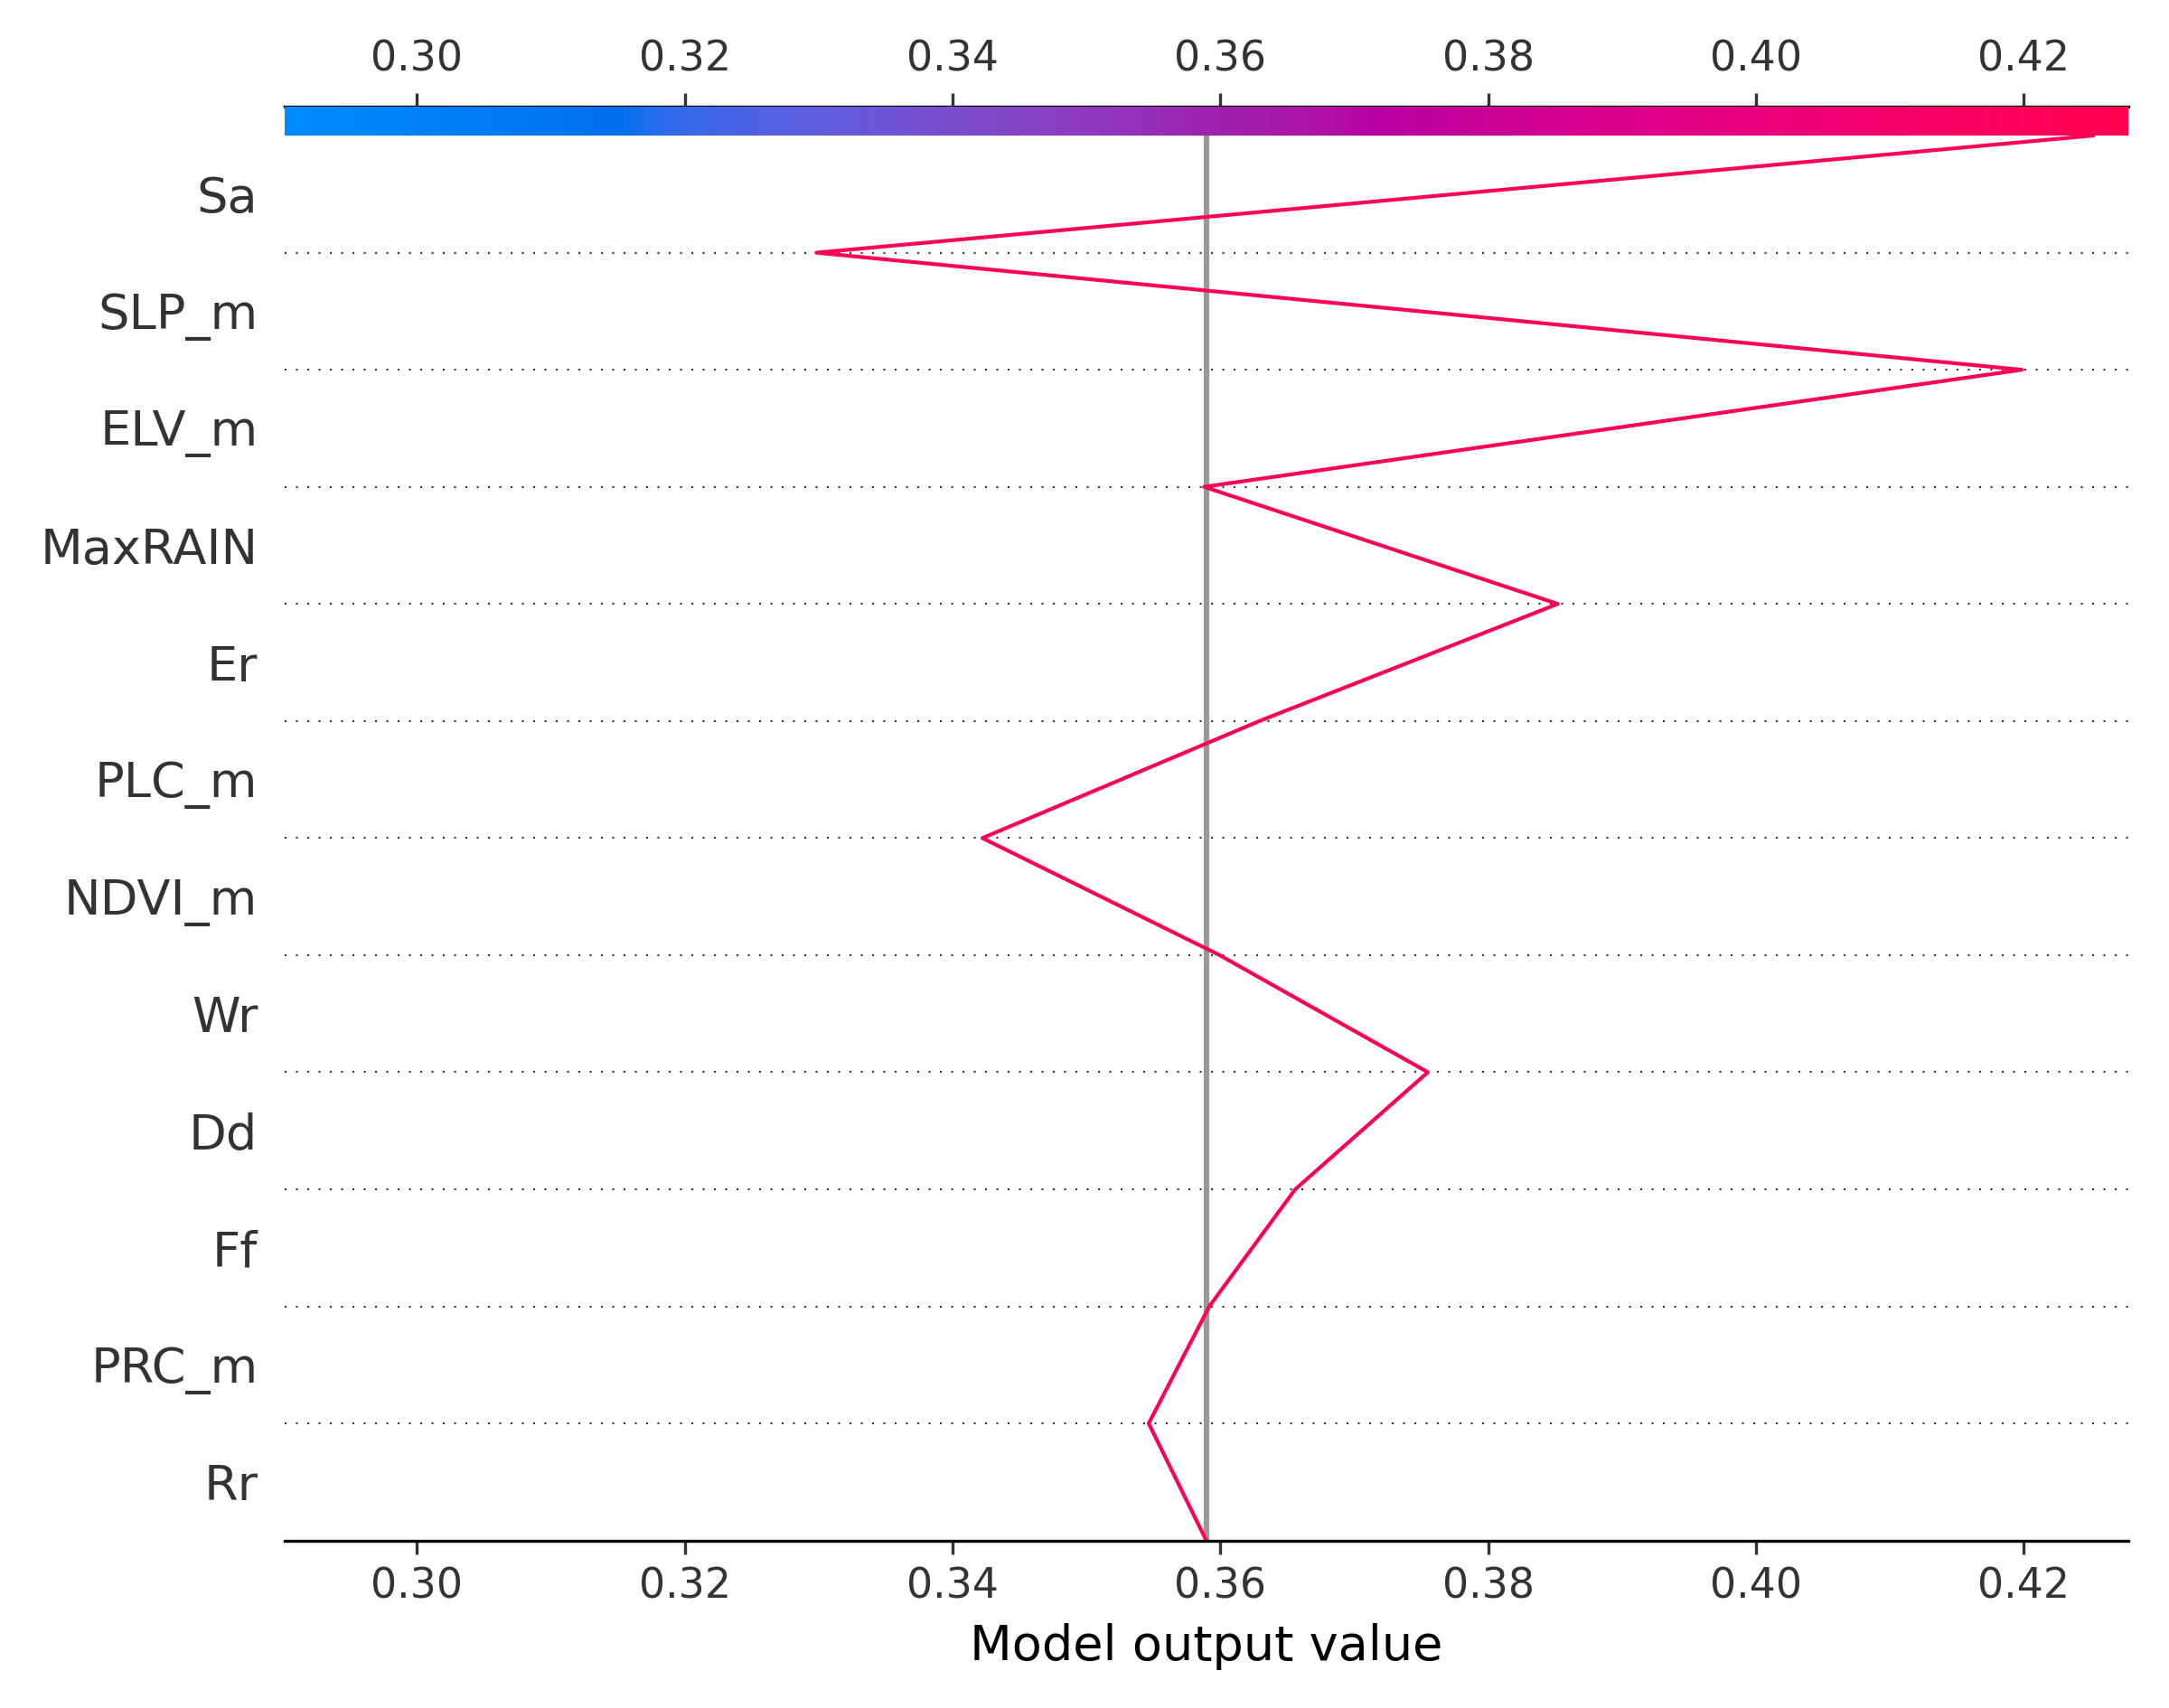 0.30 0.32 0.34 0.36 0.38 0.40 0.42
Sa
SLP_m
ELV_m
MaxRAIN
Er
PLC_m
NDVI_m
Wr
Dd
Ff
PRC_m
Rr
0.30 0.32 0.34 0.36 0.38 0.40 0.42
Model output value